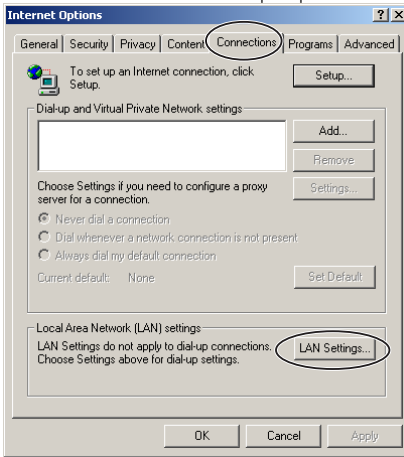 Internet Options
General Security Privacy Content Connections Programs Advanced
To set up an Internet connection, click
Setup.
Setup...
Dial-up and Virtual Private Network settings
Add...
Remove
Choose Settings if you need to configure a proxy
server for a connection.
Settings...
Never dial a connection
Dial whenever a network connection is not present
Always dial my default connection
Current default: None
Set Default
Local Area Network (LAN) settings
LAN Settings do not apply to dial-up connections.
Choose Settings above for dial-up settings.
LAN Settings...
OK Cancel Apply